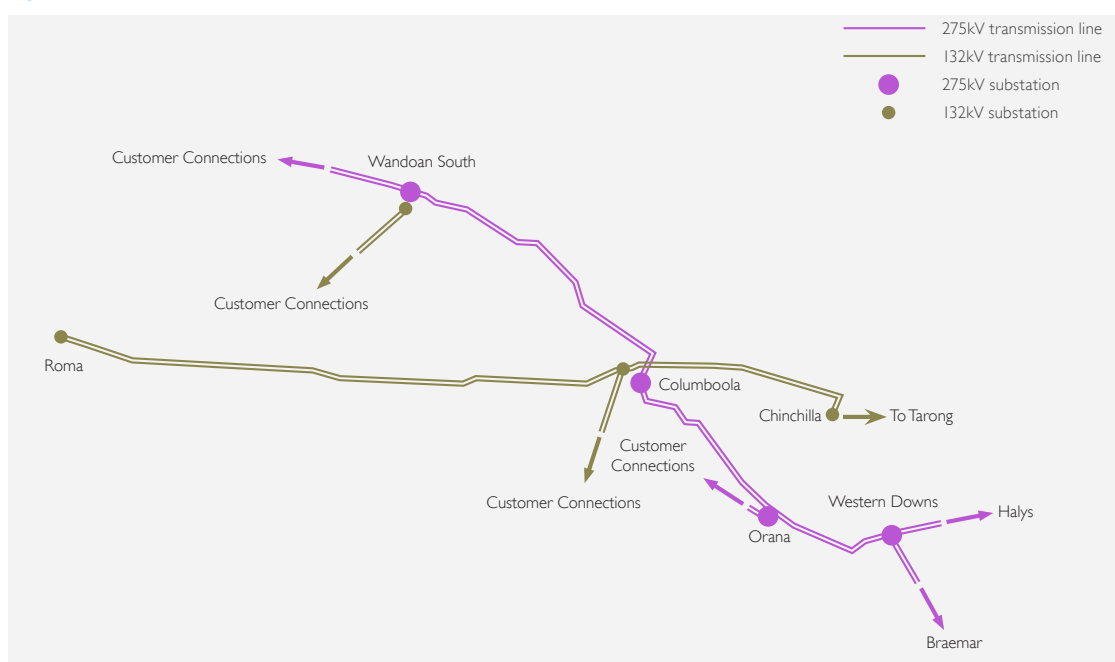 275kV transmission line
132kV transmission line
275kV substation
132kV substation
Customer Connections
Wandoan South
Customer Connections
Roma
Columboola
Chinchilla
To Tarong
Customer
Connections
Customer Connections
Western Downs
Halys
Orana
Braemar